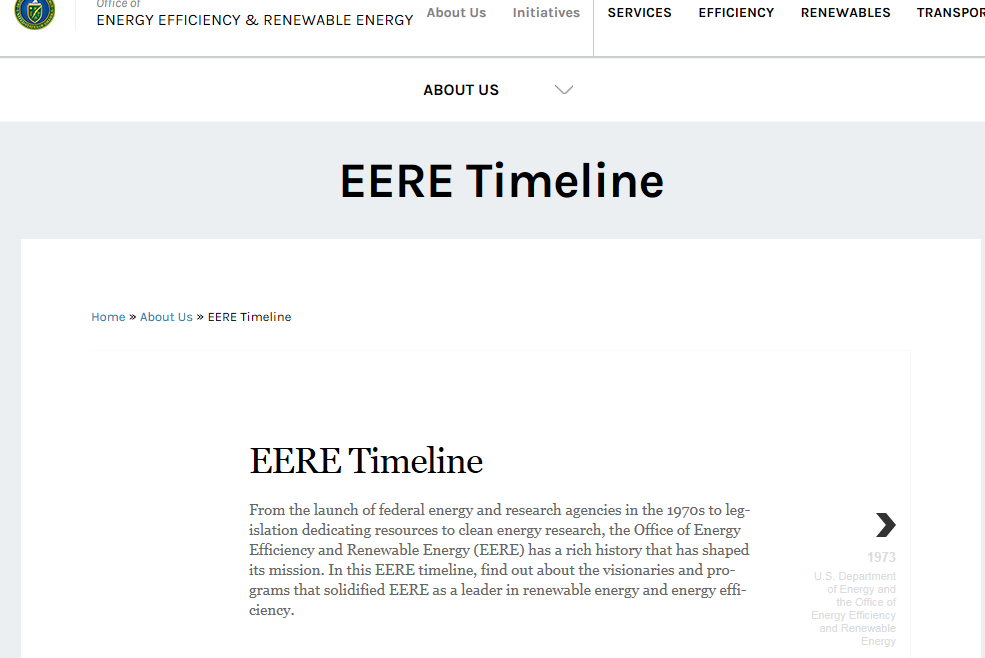 Office of
ENERGY EFFICIENCY & RENEWABLE ENERGY
About Us
Initiatives
SERVICES
EFFICIENCY
RENEWABLES
TRANSPOR
ABOUT US
EERE Timeline
Home » About Us » EERE Timeline
EERE Timeline
From the launch of federal energy and research agencies in the 1970s to leg-
islation dedicating resources to clean energy research, the Office of Energy
Efficiency and Renewable Energy (EERE) has a rich history that has shaped
its mission. In this EERE timeline, find out about the visionaries and pro-
grams that solidified EERE as a leader in renewable energy and energy effi-
ciency.
1973
U.S. Department
of Energy and
the Office of
Energy Efficiency
and Renewable
Energy